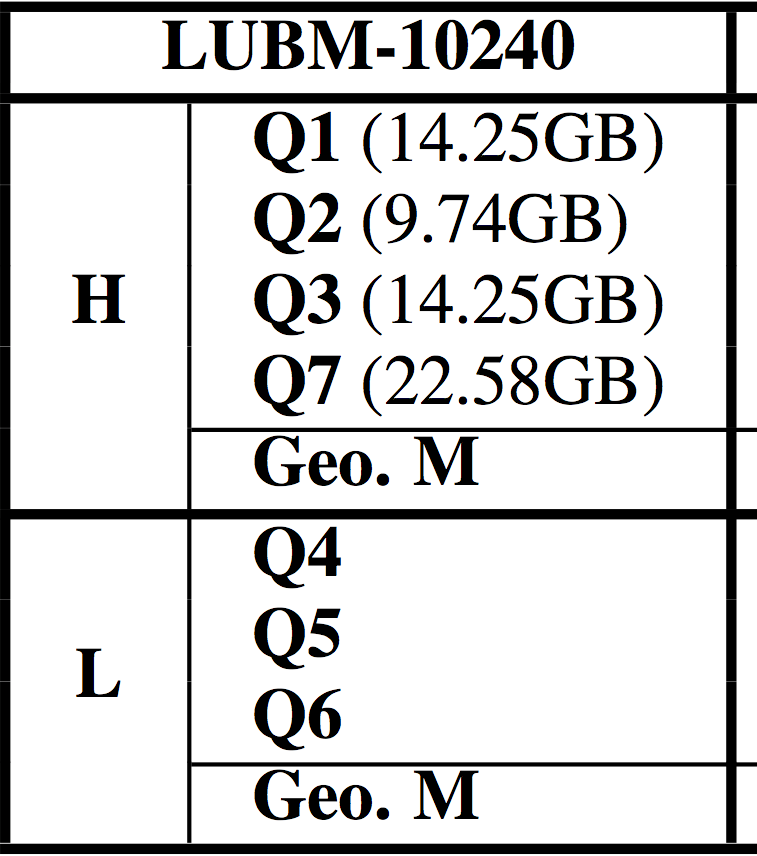 LUBM-10240
H
Q1 (14.25GB)
Q2 (9.74GB)
Q3 (14.25GB)
Q7 (22.58GB)
Geo. M
L
Q4
Q5
Q6
Geo. M